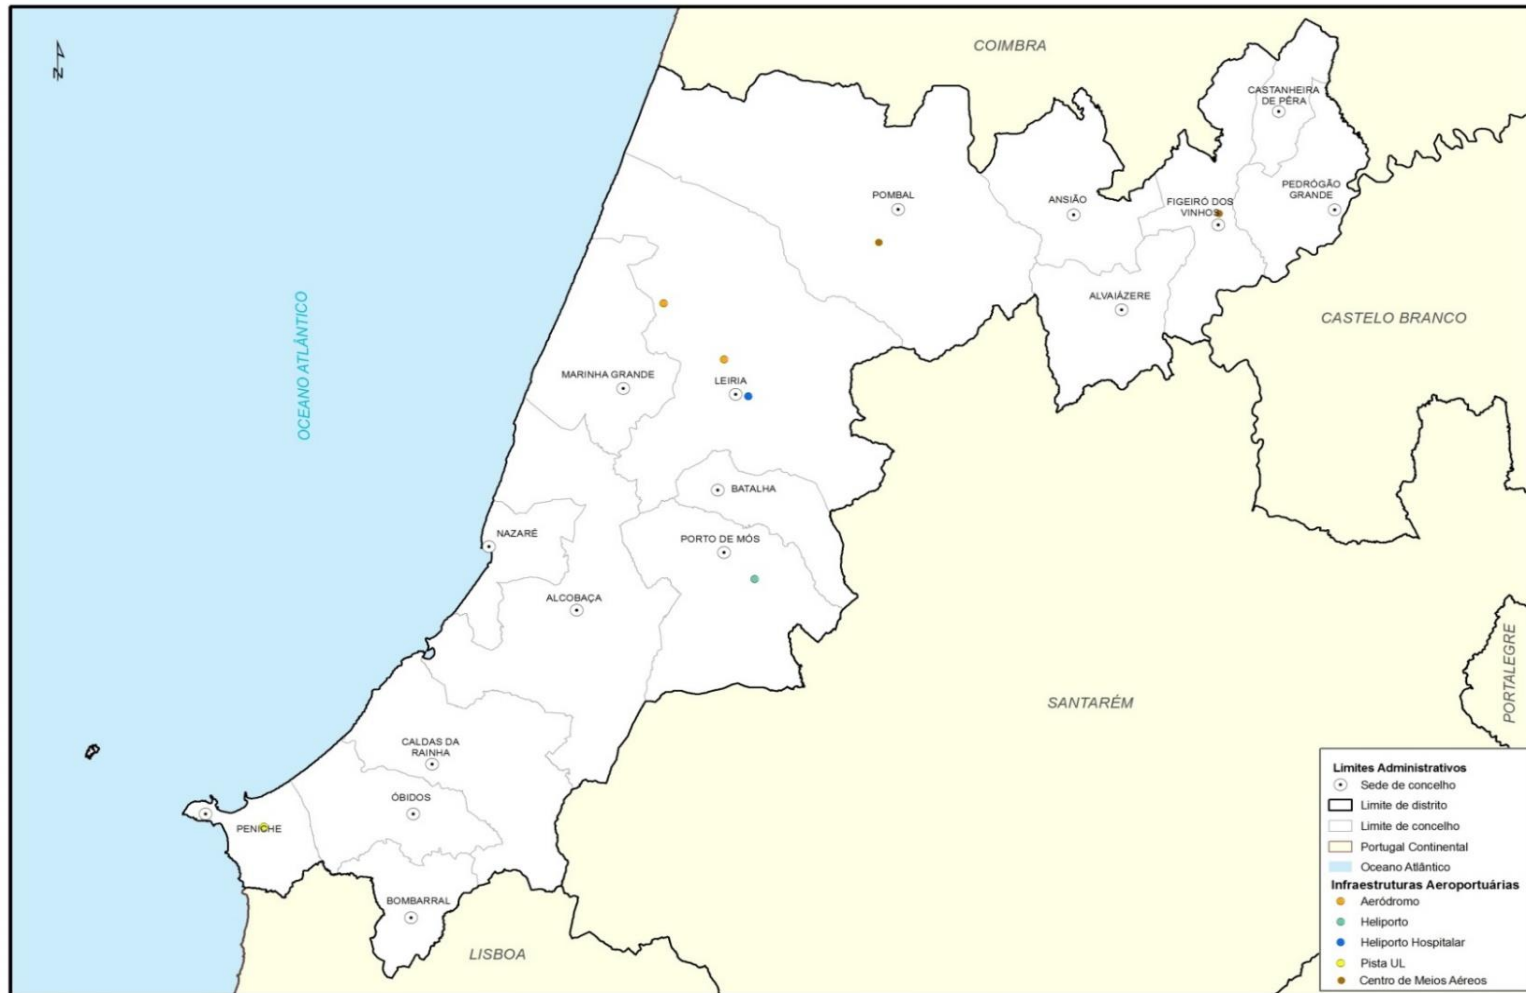 COIMBRA
CASTANHEIRA
DE PÊRA
PEDRÓGÃO
GRANDE
POMBAL
ANSIÃO
FIGEIRÓ DOS
VINHOS
ALVAIÁZERE
CASTELO BRANCO
OCEANO ATLÂNTICO
MARINHA GRANDE
LEIRIA
BATALHA
NAZARÉ
PORTO DE MÓS
ALCOBAÇA
PORTALEGRE
SANTARÉM
CALDAS DA
RAINHA
ÓBIDOS
PENICHE
BOMBARRAL
LISBOA
N
Limites Administrativos
Sede de concelho
Limite de distrito
Limite de concelho
Portugal Continental
Oceano Atlântico
Infraestruturas Aeroportuárias
Aeródromo
Heliporto
Heliporto Hospitalar
Pista UL
Centro de Meios Aéreos